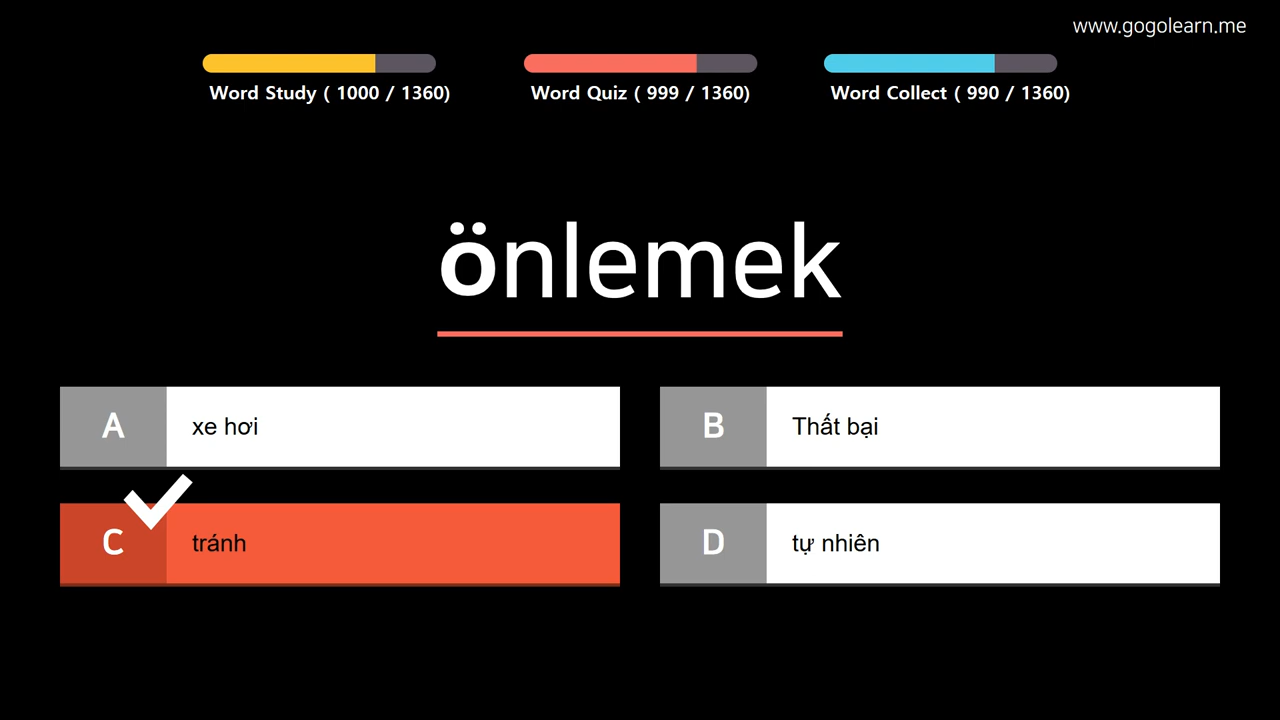 www.gogolearn.me
Word Study ( 1000 / 1360)
Word Quiz ( 999 / 1360)
Word Collect ( 990 / 1360)
önlemek
A xe hơi
B Thất bại
C tránh
D tự nhiên